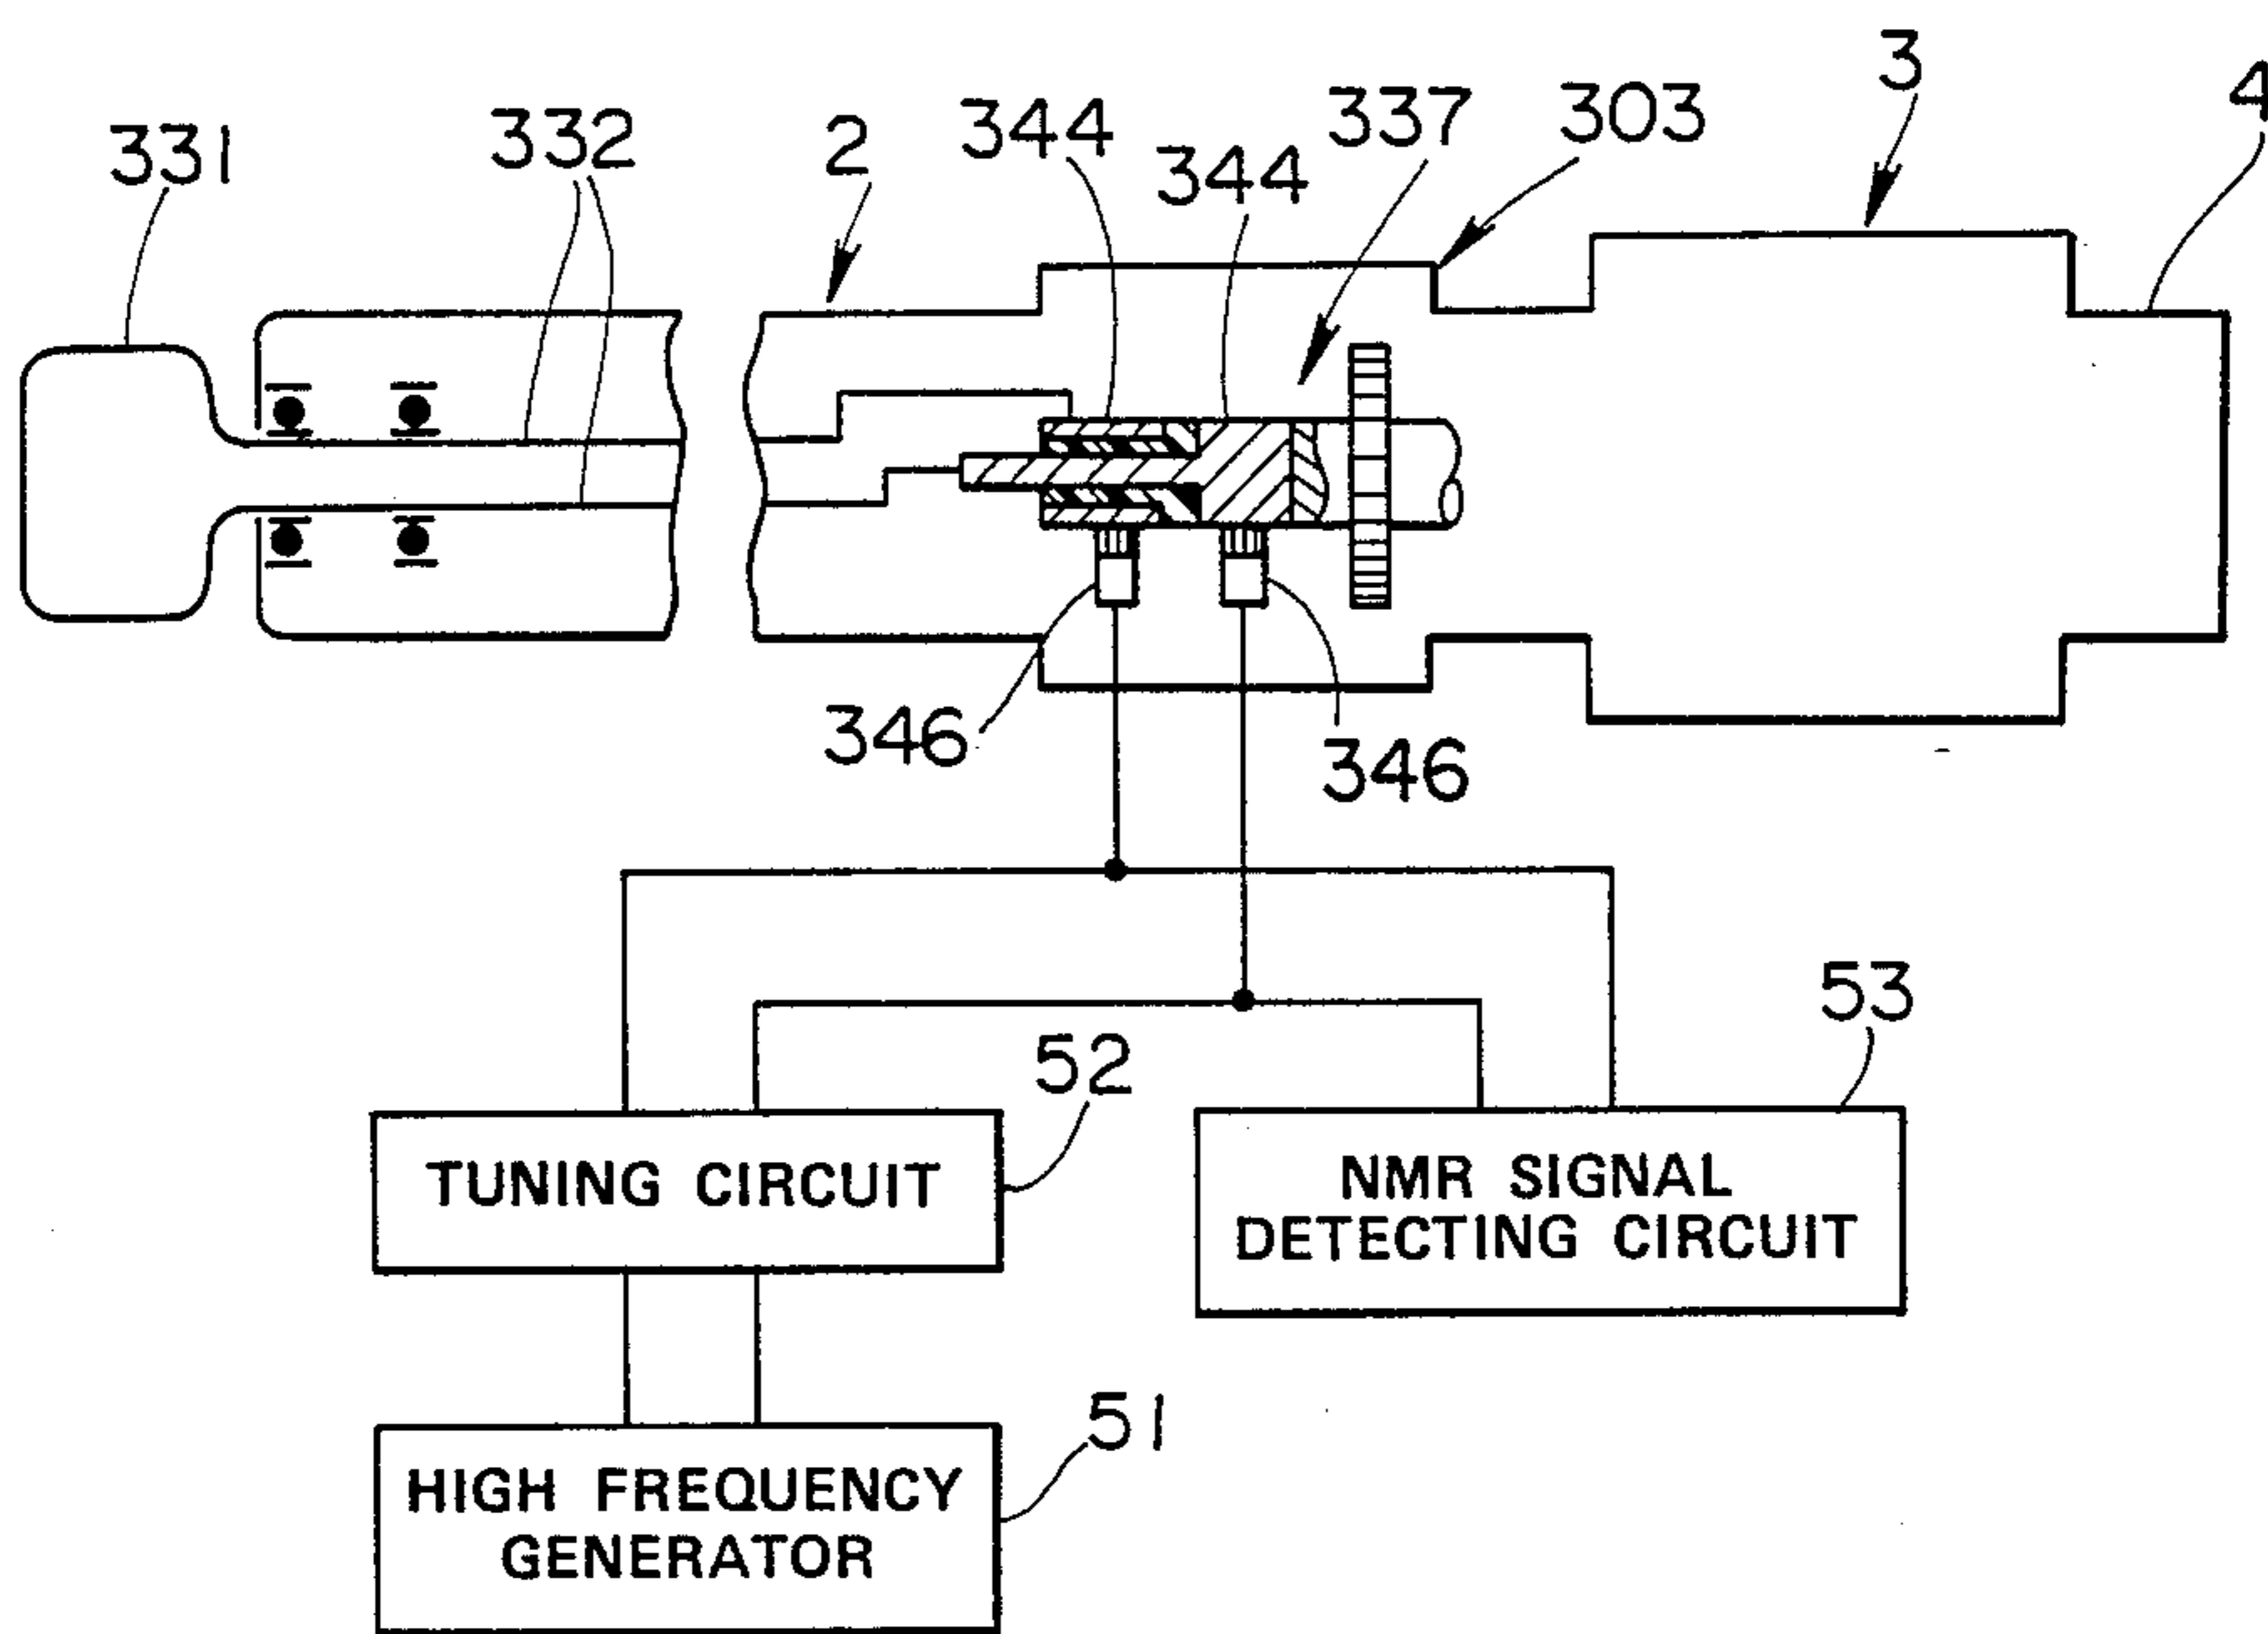 3
4
331
332
2
344
344
337
303
346
346
53
52
TUNING CIRCUIT
NMR SIGNAL
DETECTING CIRCUIT
51
HIGH FREQUENCY
GENERATOR